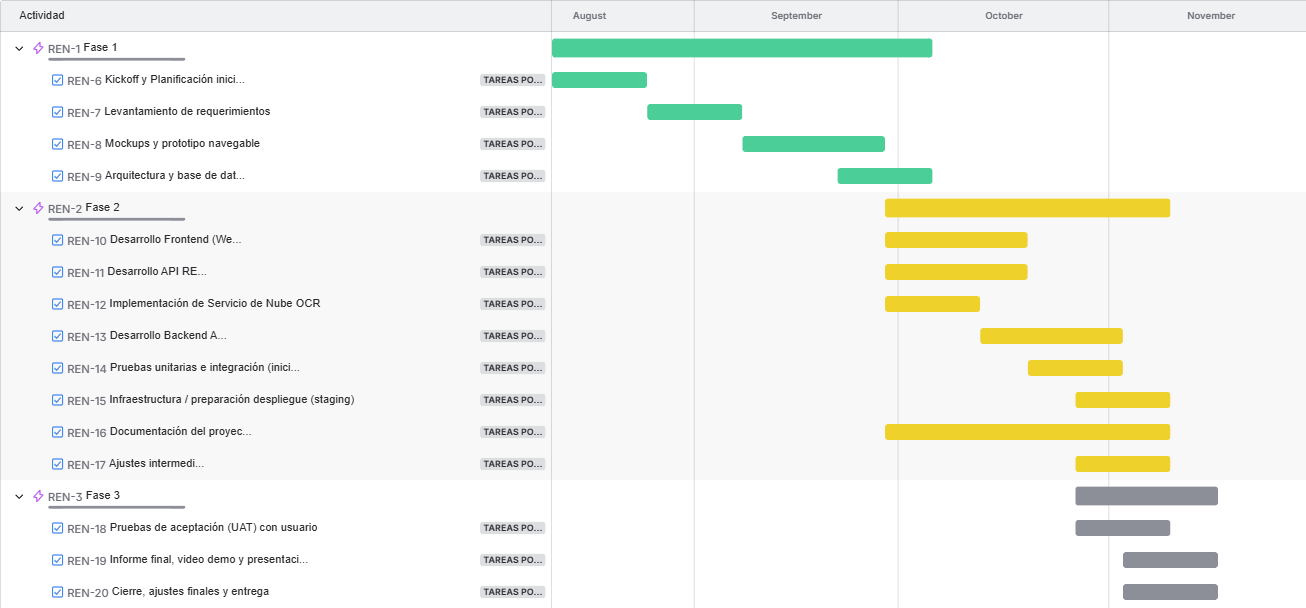 Actividad August September October November
REN-1 Fase 1
REN-6 Kickoff y Planificación inici... TAREAS PO...
REN-7 Levantamiento de requerimientos TAREAS PO...
REN-8 Mockups y prototipo navegable TAREAS PO...
REN-9 Arquitectura y base de dat... TAREAS PO...
REN-2 Fase 2
REN-10 Desarrollo Frontend (We... TAREAS PO...
REN-11 Desarrollo API RE... TAREAS PO...
REN-12 Implementación de Servicio de Nube OCR TAREAS PO...
REN-13 Desarrollo Backend A... TAREAS PO...
REN-14 Pruebas unitarias e integración (inici... TAREAS PO...
REN-15 Infraestructura / preparación despliegue (staging) TAREAS PO...
REN-16 Documentación del proyec... TAREAS PO...
REN-17 Ajustes intermedi... TAREAS PO...
REN-3 Fase 3
REN-18 Pruebas de aceptación (UAT) con usuario TAREAS PO...
REN-19 Informe final, video demo y presentaci... TAREAS PO...
REN-20 Cierre, ajustes finales y entrega TAREAS PO...